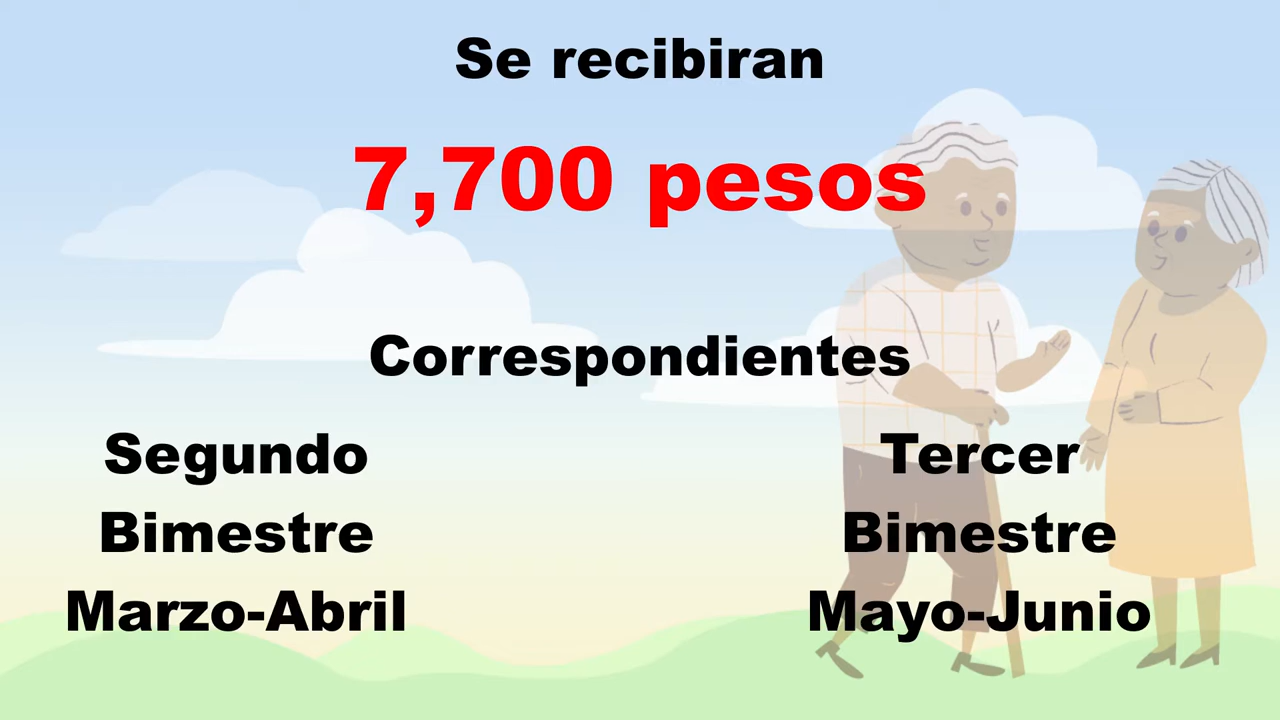 Se recibiran
7,700 pesos
Correspondientes
Segundo
Bimestre
Marzo-Abril
Tercer
Bimestre
Mayo-Junio